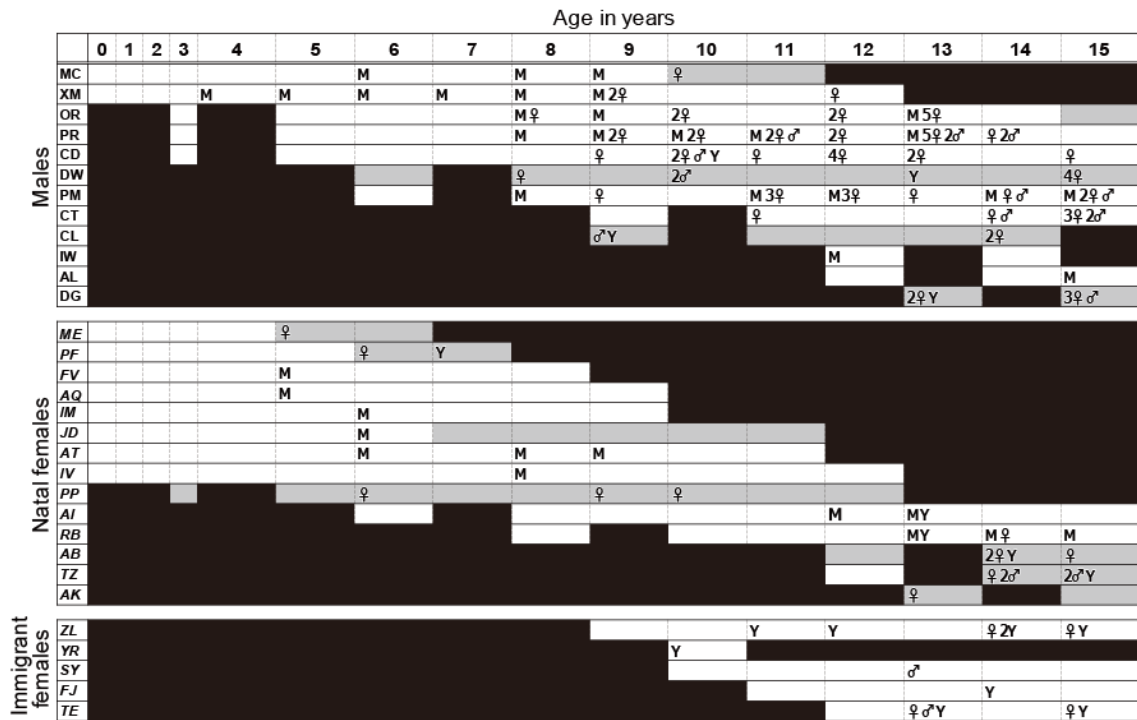 Age in years
0 1 2 3 4 5 6 7 8 9 10 11 12 13 14 15
Males
MC M M M ♀
XM M M M M M M 2♀ ♀
OR M♀ M 2♀ 2♀ M 5♀
PR M M 2♀ M 2♀ M 2♀ ♂ 2♀ M 5♀ 2♂ ♀ 2♂
CD ♀ 2♀ ♂ Y ♀ 4♀ 2♀ ♀
DW ♀ 2♂ Y 4♀
PM M ♀ M 3♀ M3♀ ♀ M ♀ ♂ M 2♀ ♂
CT ♀ ♀ ♂ 3♀ 2♂
CL ♂ Y 2♀
IW M
AL M
DG 2♀ Y 3♀ ♂
Natal females
ME ♀
PF ♀ Y
FV M
AQ M
IM M
JD M
AT M M M
IV M
PP ♀ ♀ ♀
AI M MY
RB MY M ♀ M
AB 2♀ Y ♀
TZ ♀ 2♂ 2♂ Y
AK ♀
Immigrant
females
ZL Y Y ♀ 2Y ♀ Y
YR Y
SY ♂
FJ Y
TE ♀ ♂ Y ♀ Y